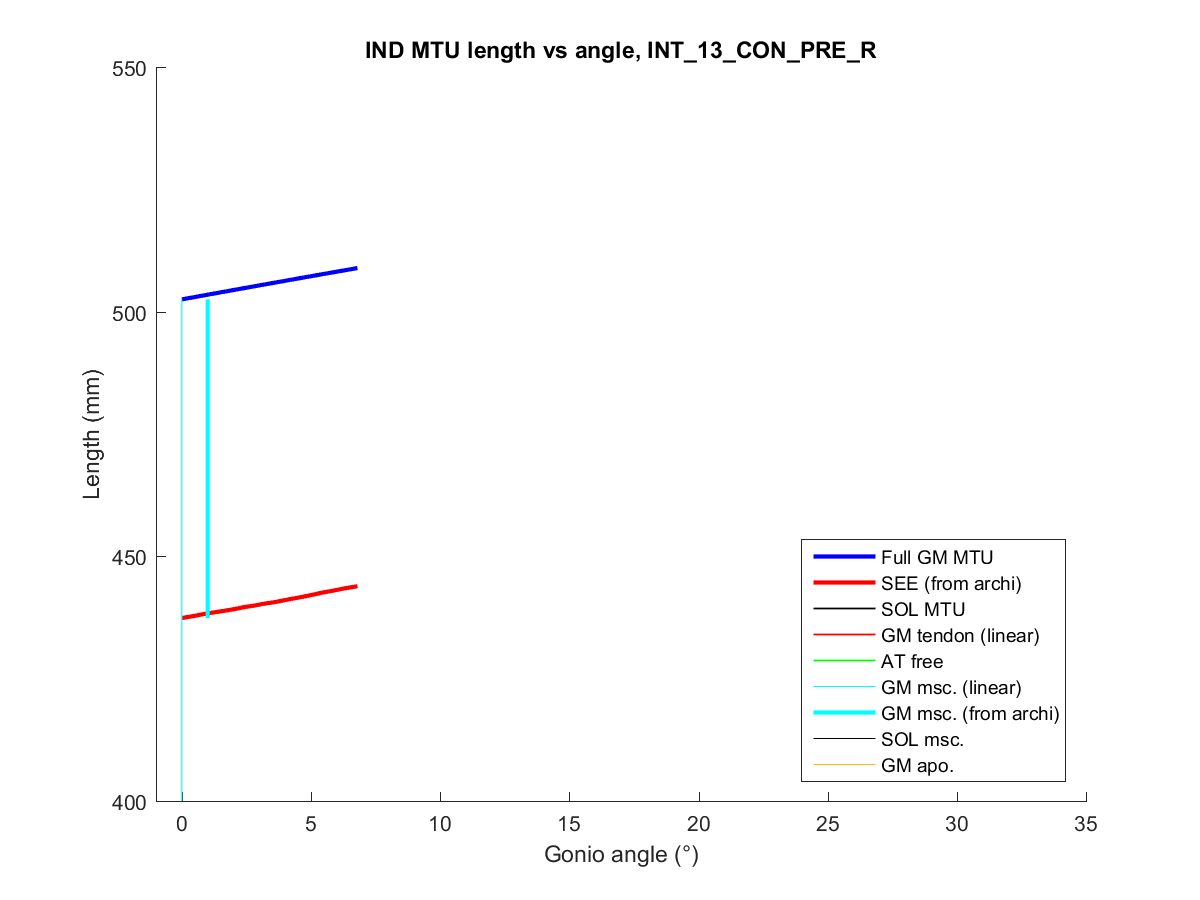 IND MTU length vs angle, INT_13_CON_PRE_R
550
500
450
400
Length (mm)
0 5 10 15 20 25 30 35
Gonio angle (°)
Full GM MTU
SEE (from archi)
SOL MTU
GM tendon (linear)
AT free
GM msc. (linear)
GM msc. (from archi)
SOL msc.
GM apo.